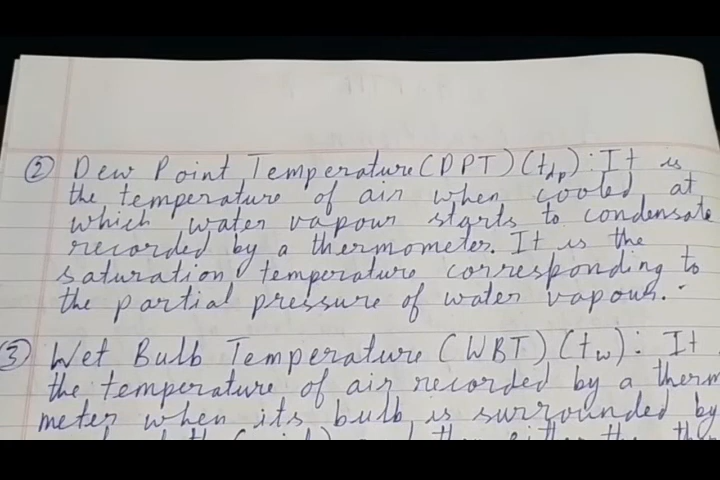 ② Dew Point Temperature (DPT) (tdp): It is
the temperature of air when cooled at
which water vapour starts to condensate
recorded by a thermometer. It is the
saturation temperature corresponding to
the partial pressure of water vapour.
③ Wet Bulb Temperature (WBT) (tw): It
the temperature of air recorded by a therm
meter when its bulb is surrounded by